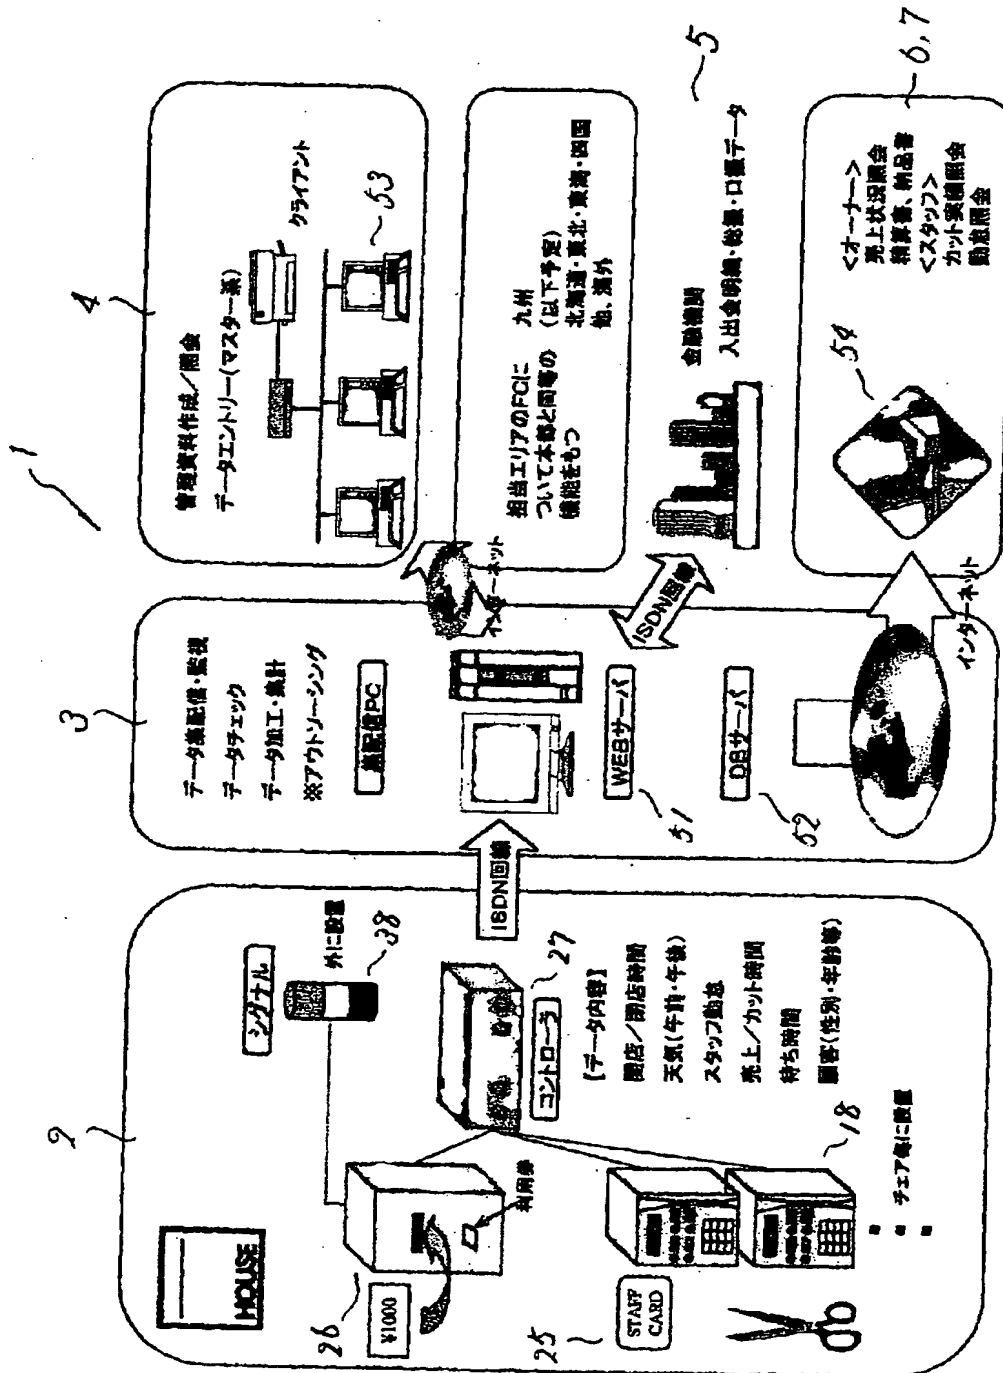 1
2
HOUSE
¥1000
26
利用券
シグナル
外に設置
38
コントローラ
27
【データ内容】
開店/閉店時間
天気(午前・午後)
スタッフ勤怠
売上/カット時間
待ち時間
顧客(性別・年齢等)
STAFF
CARD
25
18
チェア毎に設置
ISDN回線
3
データ集配信・監視
データチェック
データ加工・集計
※アウトソーシング
集配信PC
WEBサーバ
51
DBサーバ
52
インターネット
インターネット
ISDN回線
4
管理資料作成/照会
データエントリー(マスター系)
クライアント
53
担当エリアのFCに
ついて本部と同等の
機能をもつ
九州
(以下予定)
北海道・東北・東海・四国
他、海外
5
金融機関
入出金明細・総振・口振データ
6,7
54
<オーナー>
売上状況照会
精算書、納品書
<スタッフ>
カット実績照会
勤怠照会